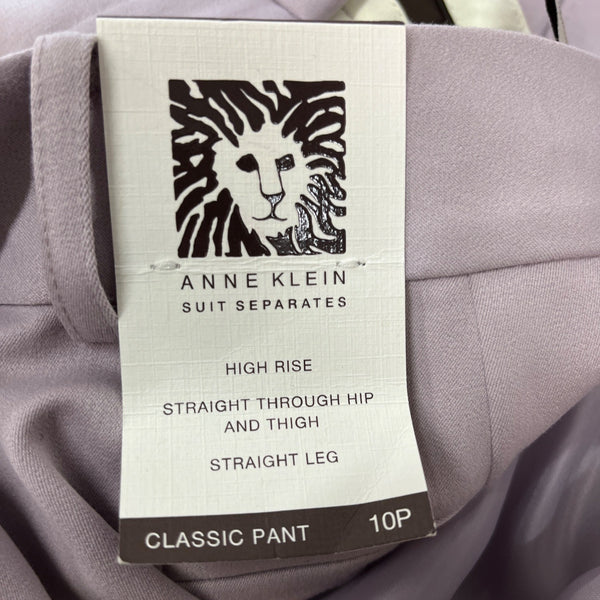 ANNE KLEIN
SUIT SEPARATES
HIGH RISE
STRAIGHT THROUGH HIP
AND THIGH
STRAIGHT LEG
CLASSIC PANT 10P